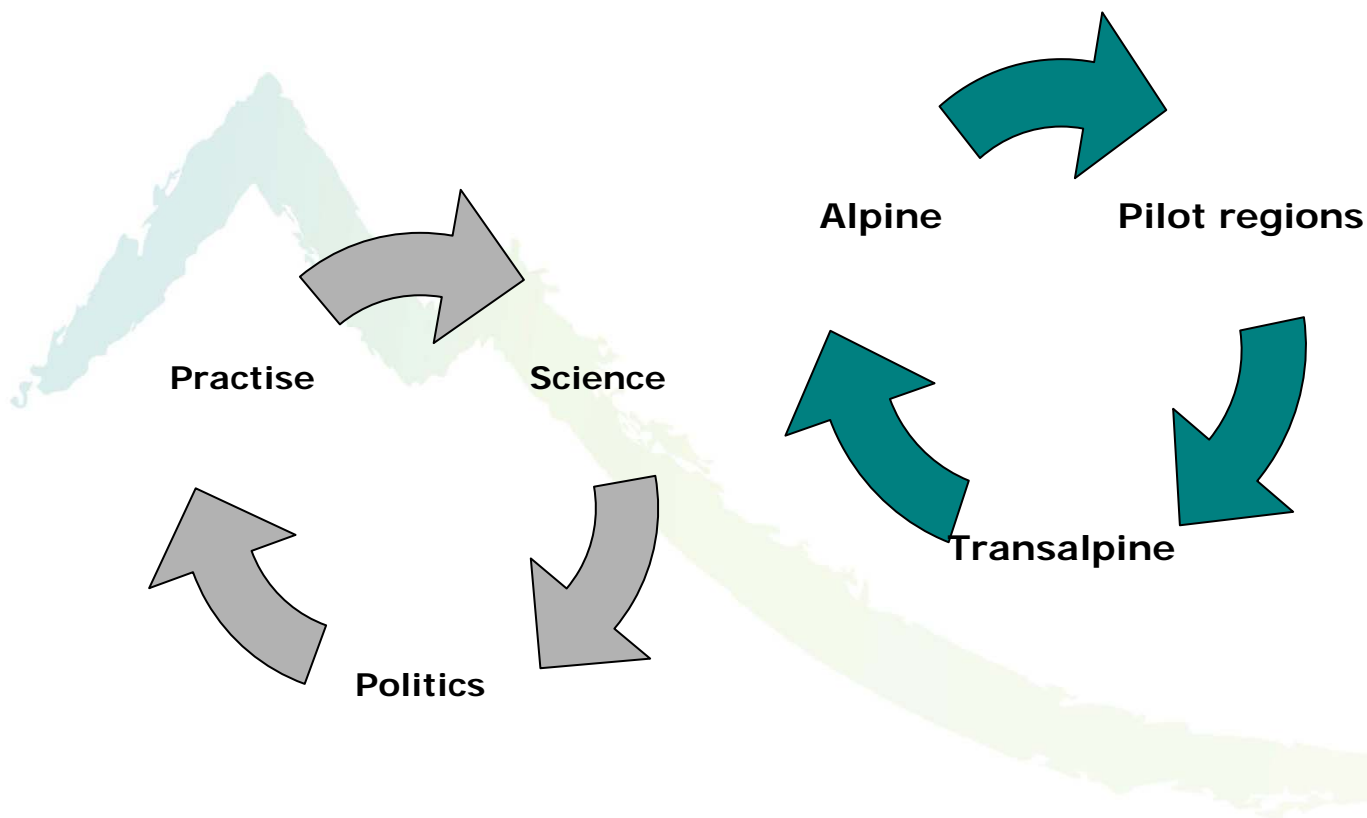 Alpine
Pilot regions
Practise
Science
Transalpine
Politics